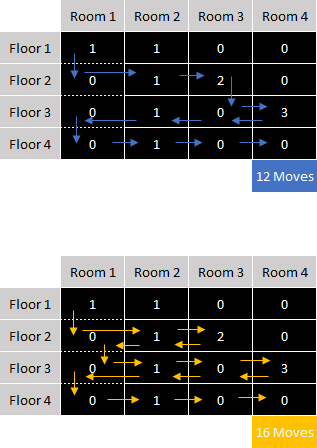 Room 1 Room 2 Room 3 Room 4
Floor 1 1 1 0 0
Floor 2 0 1 2 0
Floor 3 0 1 0 3
Floor 4 0 1 0 0
12 Moves
Room 1 Room 2 Room 3 Room 4
Floor 1 1 1 0 0
Floor 2 0 1 2 0
Floor 3 0 1 0 3
Floor 4 0 1 0 0
16 Moves